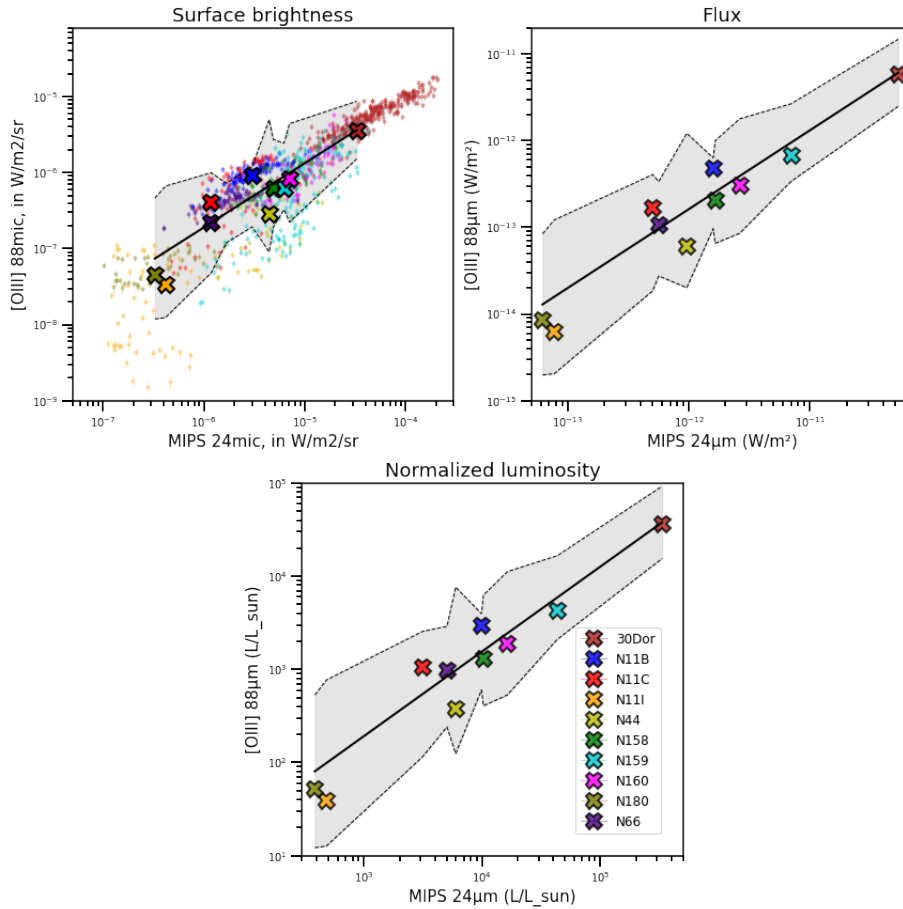 Surface brightness
[OIII] 88mic, in W/m2/sr
10⁻⁵
10⁻⁶
10⁻⁷
10⁻⁸
10⁻⁹
10⁻⁷
10⁻⁶
10⁻⁵
10⁻⁴
MIPS 24mic, in W/m2/sr
Flux
[OIII] 88μm (W/m²)
10⁻¹¹
10⁻¹²
10⁻¹³
10⁻¹⁴
10⁻¹⁵
10⁻¹³
10⁻¹²
10⁻¹¹
MIPS 24μm (W/m²)
Normalized luminosity
[OIII] 88μm (L/L_sun)
10⁵
10⁴
10³
10²
10¹
10³
10⁴
10⁵
MIPS 24μm (L/L_sun)
30Dor
N11B
N11C
N11I
N44
N158
N159
N160
N180
N66